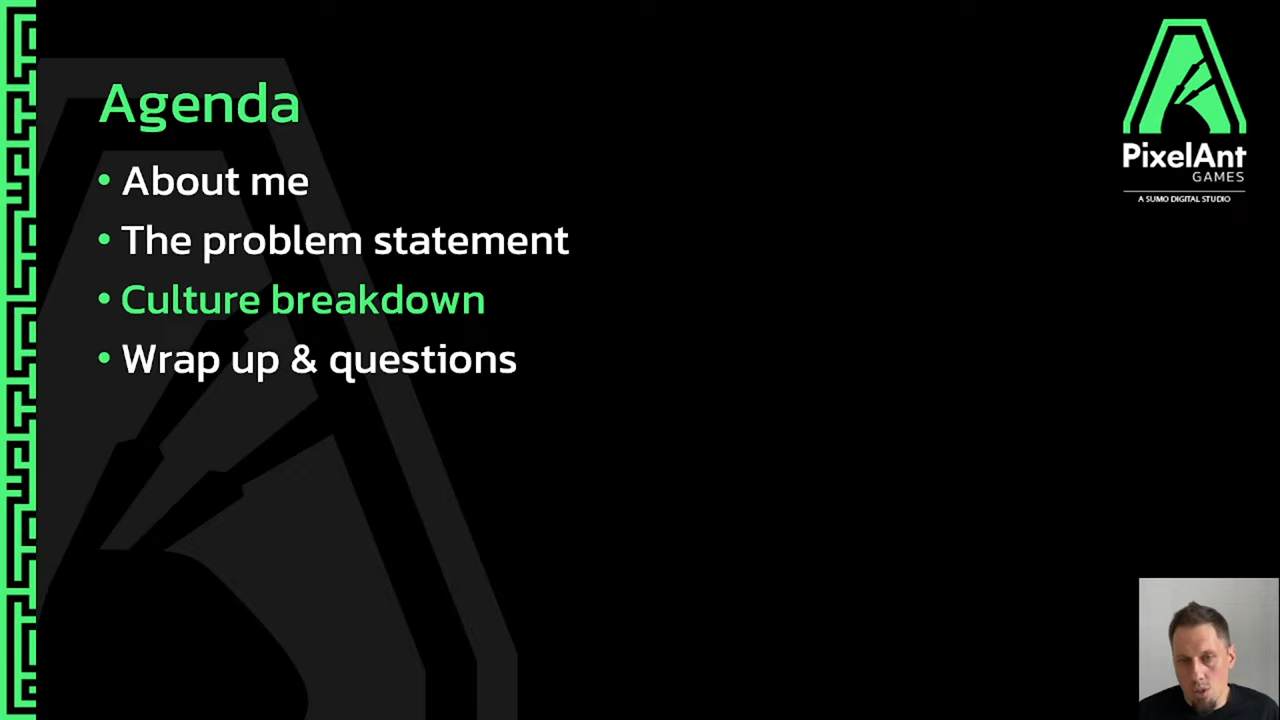 Agenda
• About me
• The problem statement
• Culture breakdown
• Wrap up & questions
PixelAnt
GAMES
A SUMO DIGITAL STUDIO